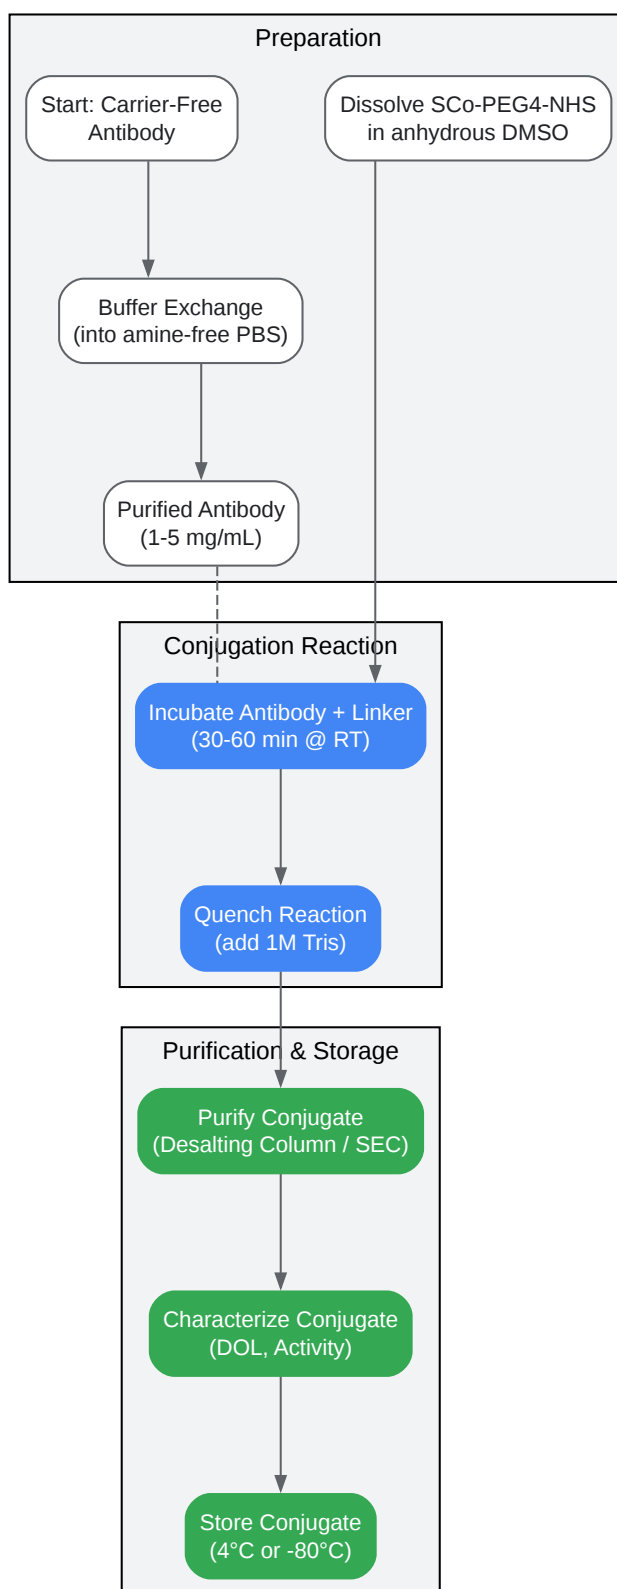 Preparation
Start: Carrier-Free
Antibody
Dissolve SCo-PEG4-NHS
in anhydrous DMSO
Buffer Exchange
(into amine-free PBS)
Purified Antibody
(1-5 mg/mL)
Conjugation Reaction
Incubate Antibody + Linker
(30-60 min @ RT)
Quench Reaction
(add 1M Tris)
Purification & Storage
Purify Conjugate
(Desalting Column / SEC)
Characterize Conjugate
(DOL, Activity)
Store Conjugate
(4°C or -80°C)